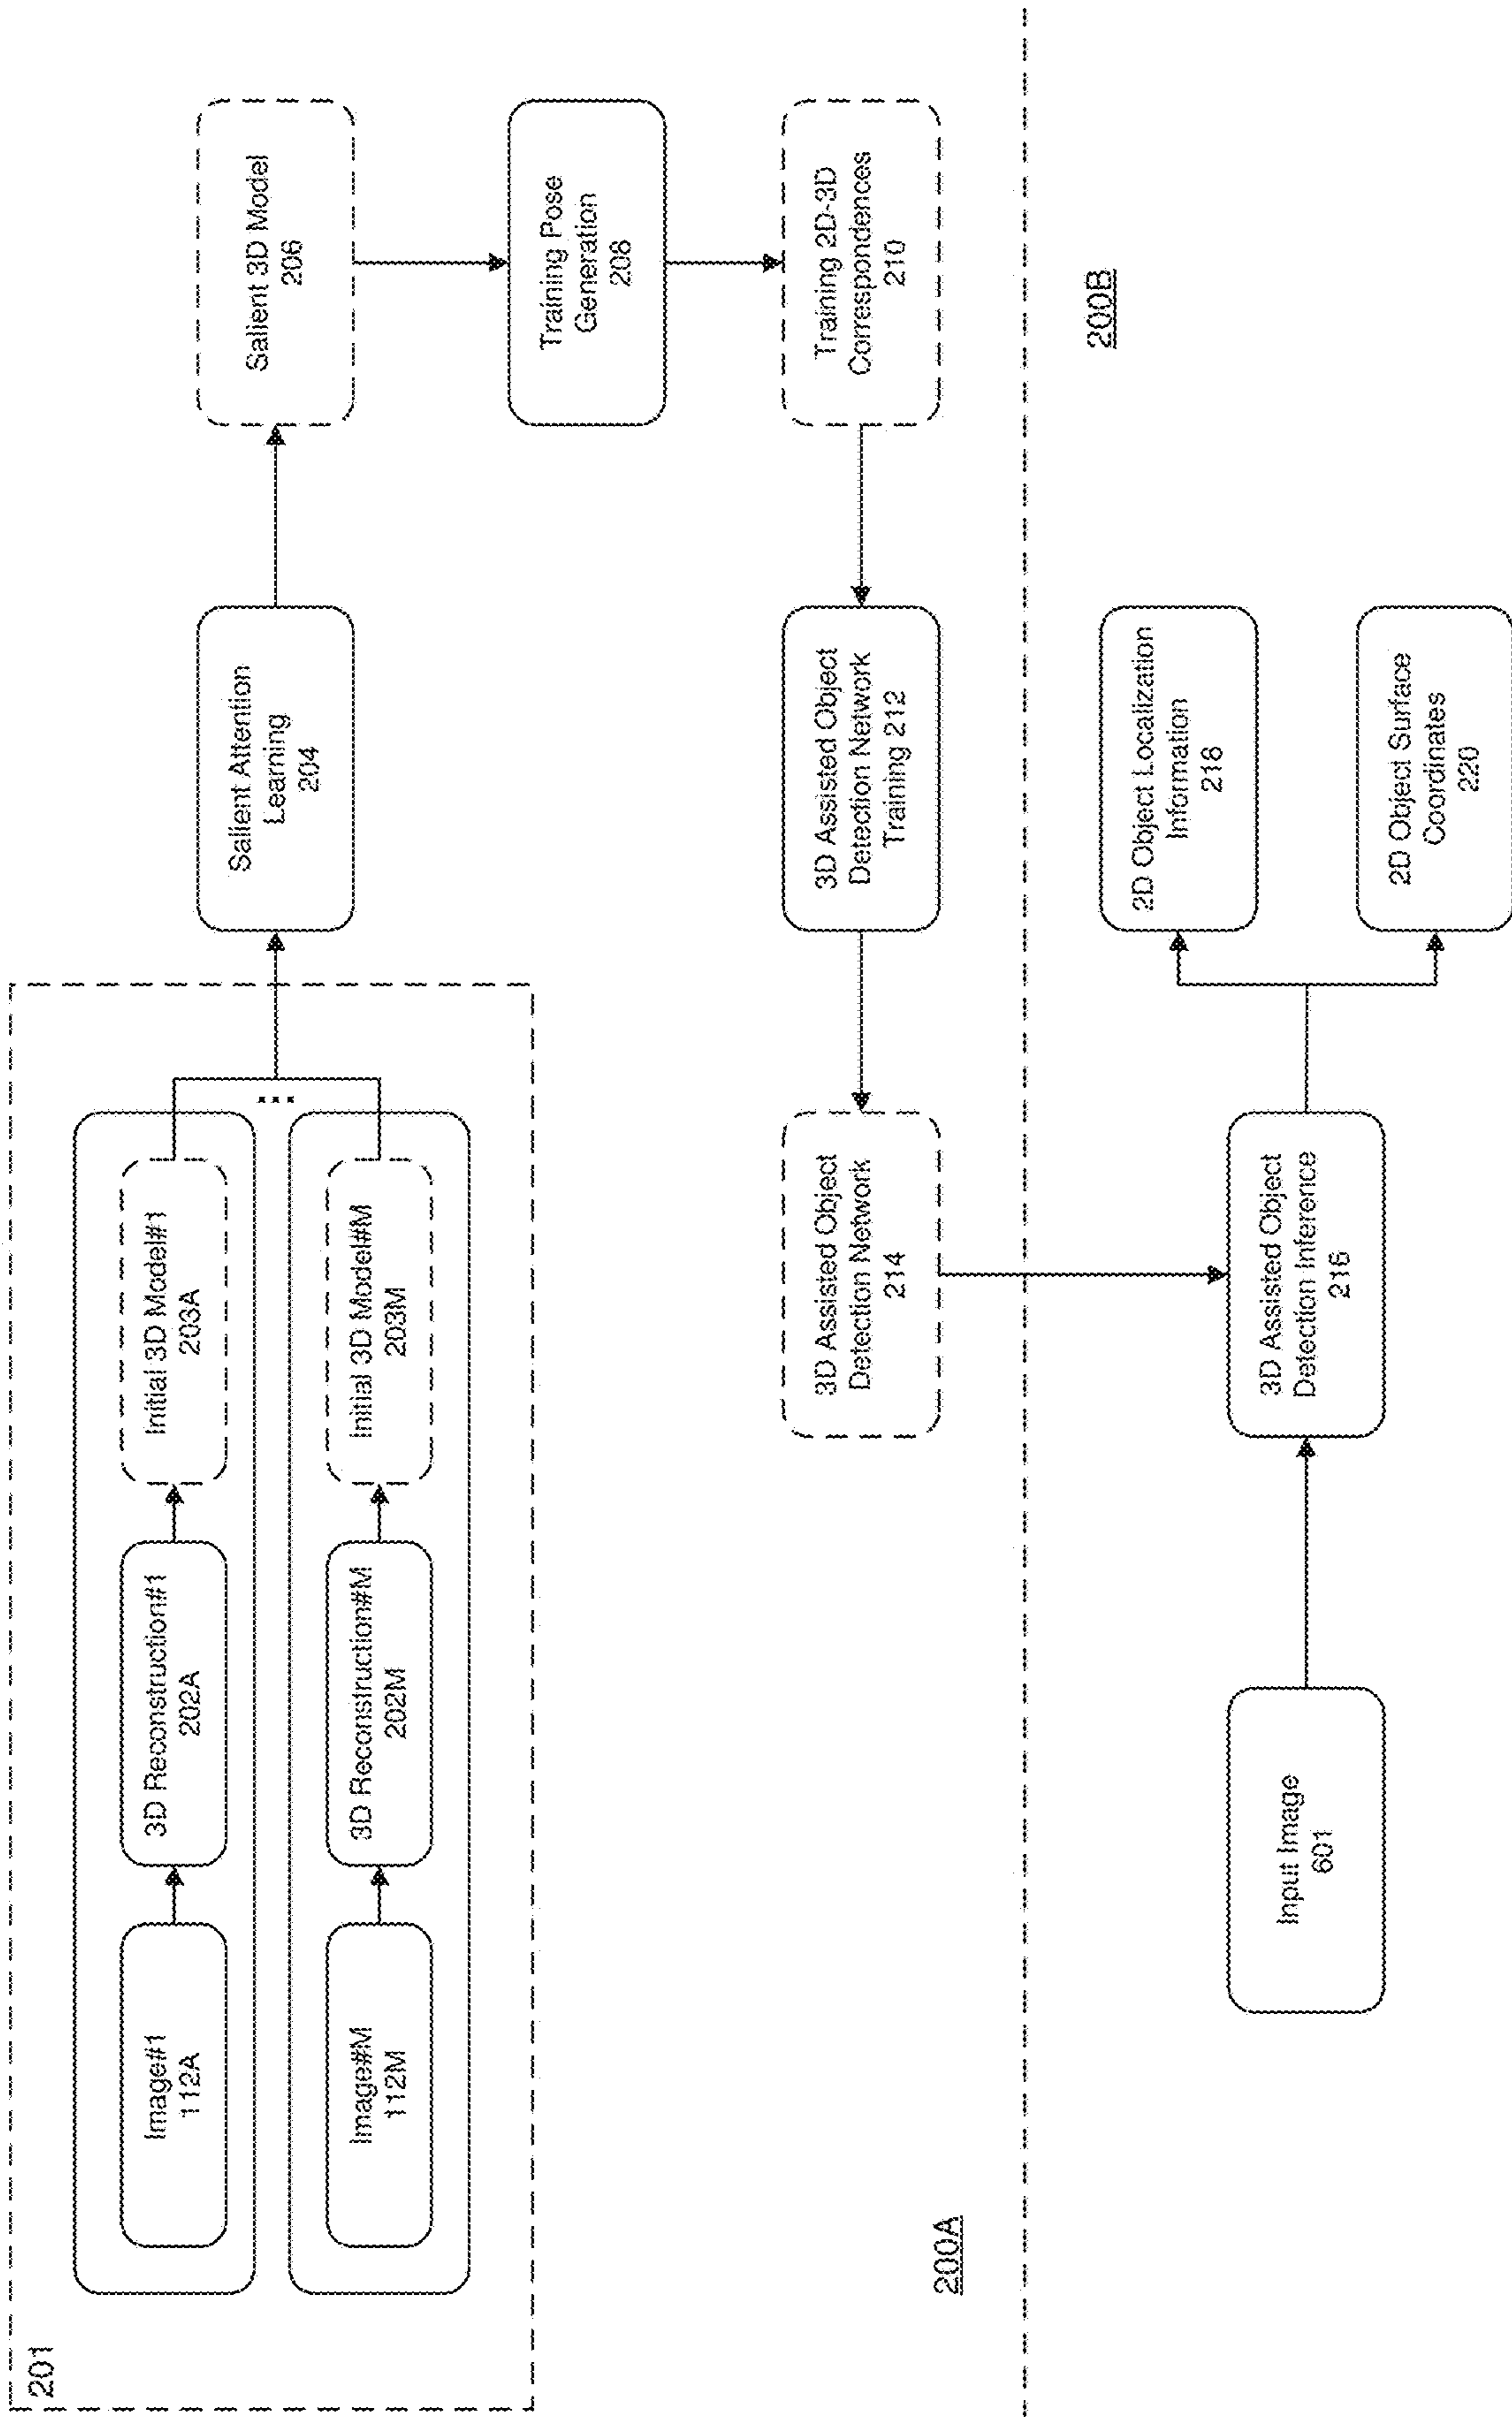 201
Image#1
112A
3D Reconstruction#1
202A
Initial 3D Model#1
203A
Image#M
112M
3D Reconstruction#M
202M
Initial 3D Model#M
203M
...
Salient Attention
Learning
204
Salient 3D Model
206
Training Pose
Generation
208
Training 2D-3D
Correspondences
210
3D Assisted Object
Detection Network
Training 212
3D Assisted Object
Detection Network
214
200A
200B
Input Image
601
3D Assisted Object
Detection Inference
216
2D Object Localization
Information
218
2D Object Surface
Coordinates
220